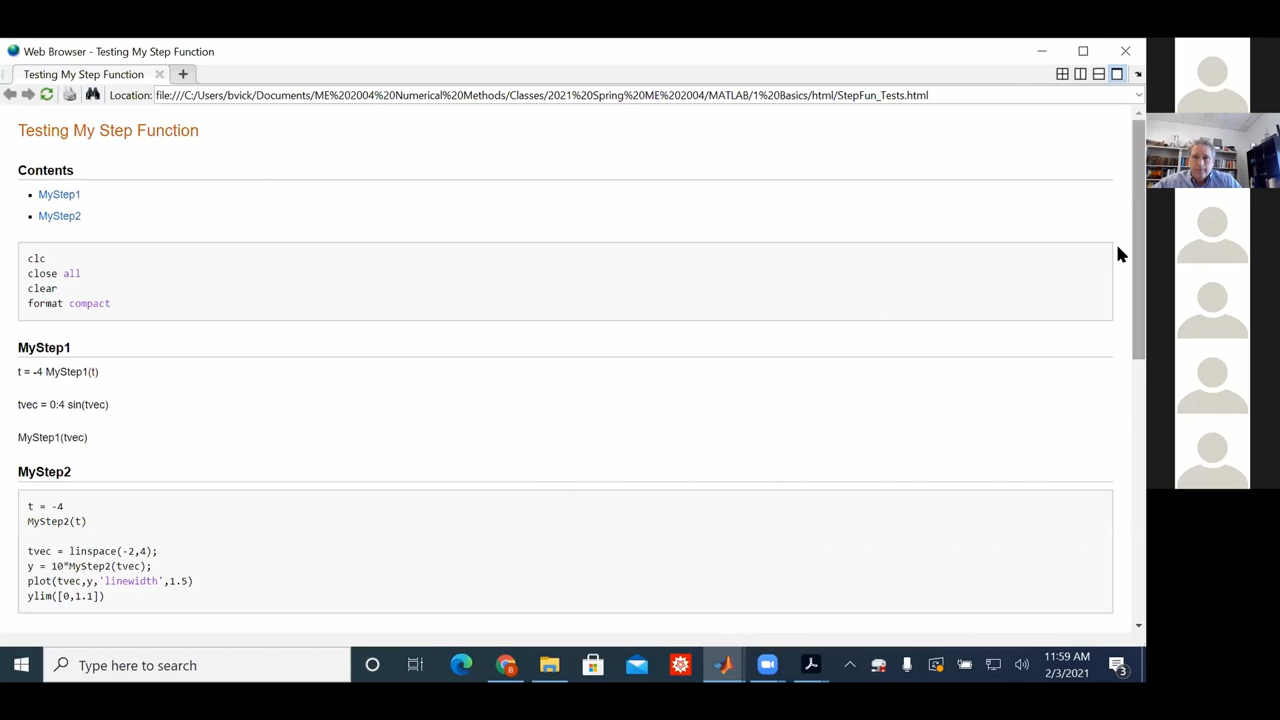 Web Browser - Testing My Step Function
Testing My Step Function
Location: file:///C:/Users/bvick/Documents/ME%202004%20Numerical%20Methods/Classes/2021%20Spring%20ME%202004/MATLAB/1%20Basics/html/StepFun_Tests.html
Testing My Step Function
Contents
MyStep1
MyStep2
clc
close all
clear
format compact
MyStep1
t = -4 MyStep1(t)
tvec = 0:4 sin(tvec)
MyStep1(tvec)
MyStep2
t = -4
MyStep2(t)
tvec = linspace(-2,4);
y = 10*MyStep2(tvec);
plot(tvec,y,'linewidth',1.5)
ylim([0,1.1])
Type here to search
11:59 AM
2/3/2021
3